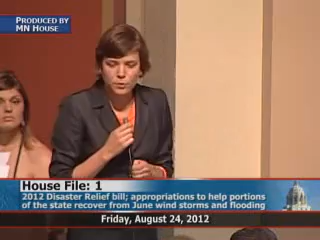 PRODUCED BY
MN HOUSE
House File: 1
2012 Disaster Relief bill; appropriations to help portions
of the state recover from June wind storms and flooding
Friday, August 24, 2012